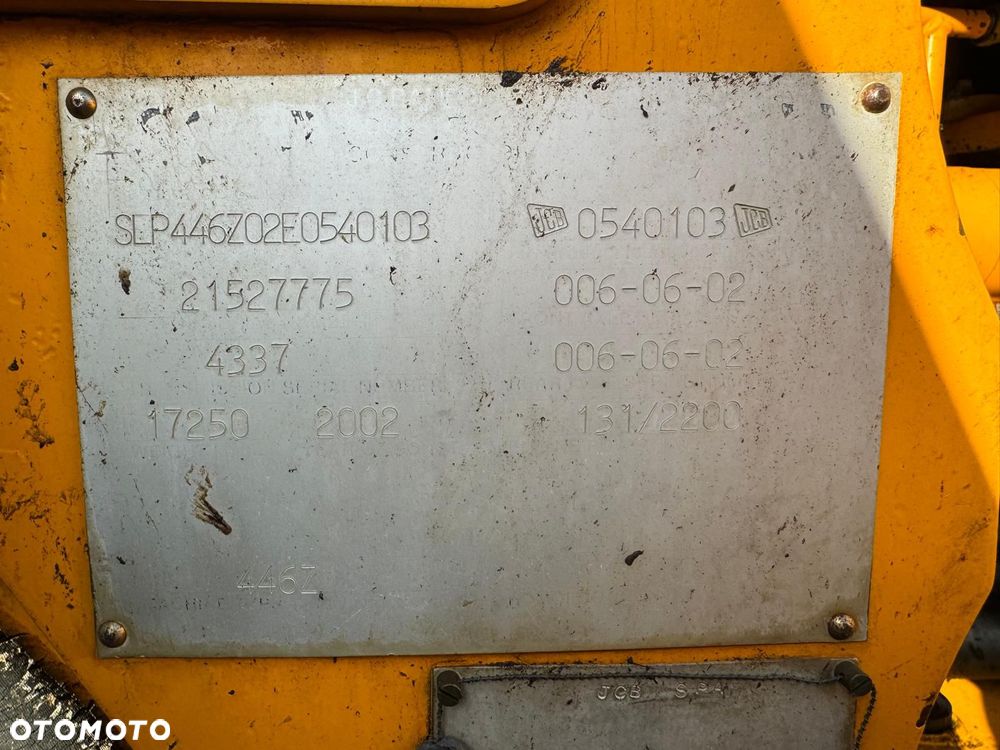 SLP446Z02E0540103 JCB 0540103 JCB
21527775 006-06-02
4337 006-06-02
17250 2002 131/2200
446Z
JCB SPA
OTOMOTO